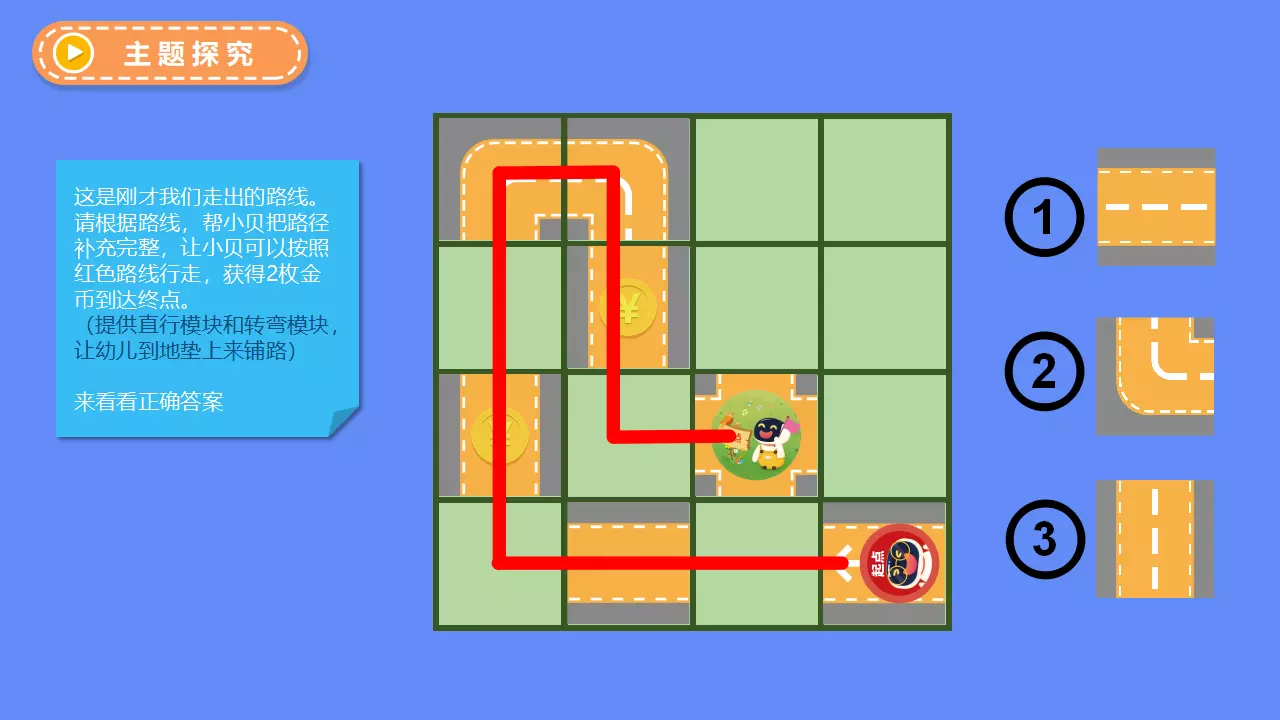 主题探究
这是刚才我们走出的路线。
请根据路线，帮小贝把路径
补充完整，让小贝可以按照
红色路线行走，获得2枚金
币到达终点。
（提供直行模块和转弯模块，
让幼儿到地垫上来铺路）
来看看正确答案
¥
¥
起点
1
2
3